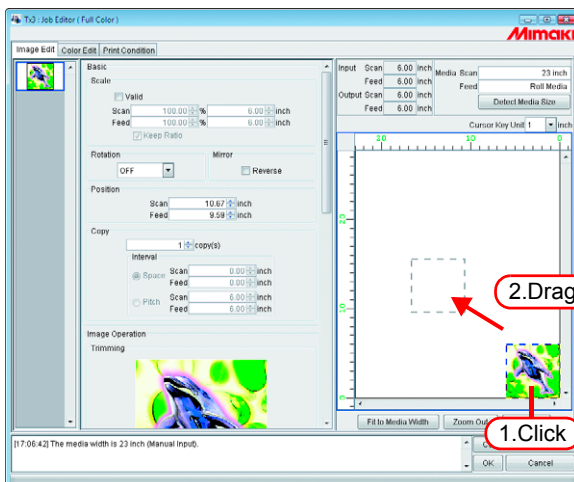 Tx3 : Job Editor ( Full Color )
Mimaki
Image Edit Color Edit Print Condition
Basic
Scale
Valid
Scan 100.00 % 6.00 inch
Feed 100.00 % 6.00 inch
Keep Ratio
Rotation Mirror
OFF Reverse
Position
Scan 10.67 inch
Feed 9.59 inch
Copy
1 copy(s)
Interval
Space Scan 0.00 inch
Feed 0.00 inch
Pitch Scan 6.00 inch
Feed 6.00 inch
Image Operation
Trimming
Input Scan 6.00 inch
Feed 6.00 inch
Output Scan 6.00 inch
Feed 6.00 inch
Media Scan 23 inch
Feed Roll Media
Detect Media Size
Cursor Key Unit 1 inch
20 10 0
20
10
0
2.Drag
1.Click
Fit to Media Width Zoom Out
[17:06:42] The media width is 23 inch (Manual Input).
OK Cancel